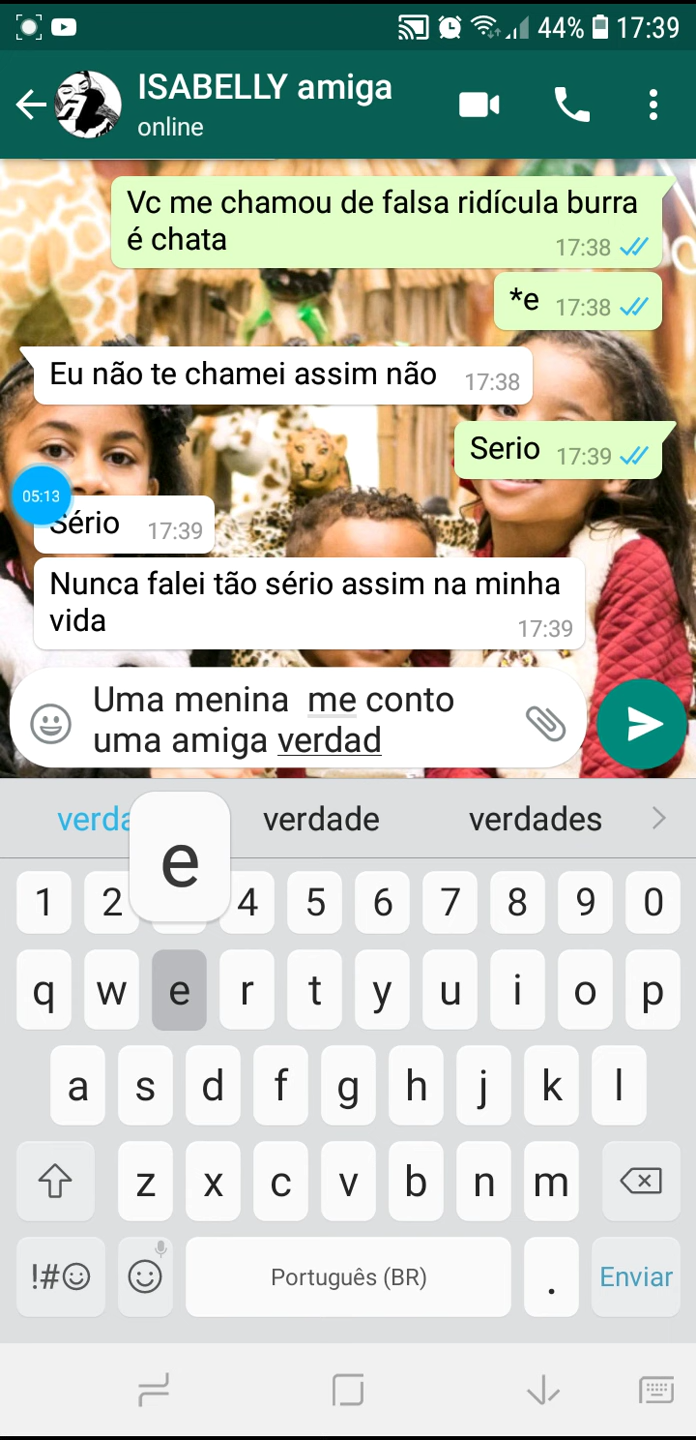 44% 17:39
ISABELLY amiga
online
Vc me chamou de falsa ridícula burra
é chata 17:38
*e 17:38
Eu não te chamei assim não 17:38
Serio 17:39
05:13
Sério 17:39
Nunca falei tão sério assim na minha
vida 17:39
Uma menina me conto
uma amiga verdad
verda verdade verdades
e
1 2 4 5 6 7 8 9 0
q w e r t y u i o p
a s d f g h j k l
z x c v b n m
!#☺ Português (BR) . Enviar